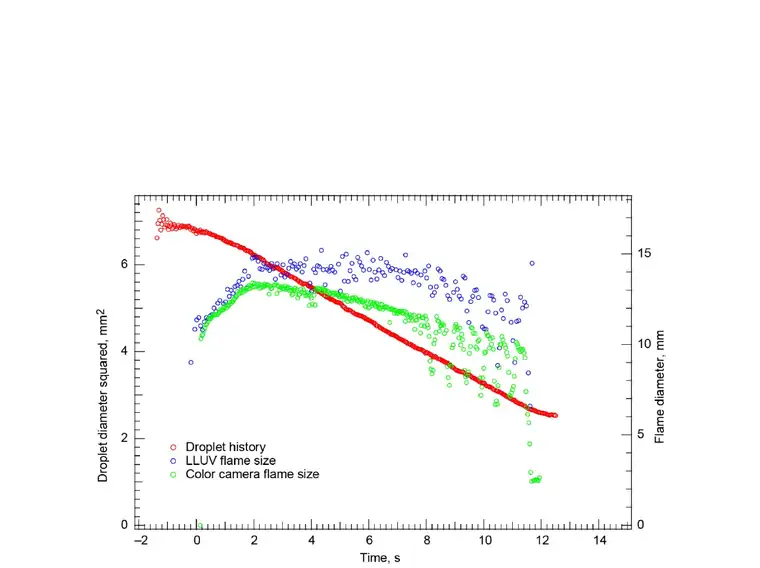 Droplet diameter squared, mm2
6
4
2
0
15
10
5
0
Flame diameter, mm
Droplet history
LLUV flame size
Color camera flame size
–2 0 2 4 6 8 10 12 14
Time, s